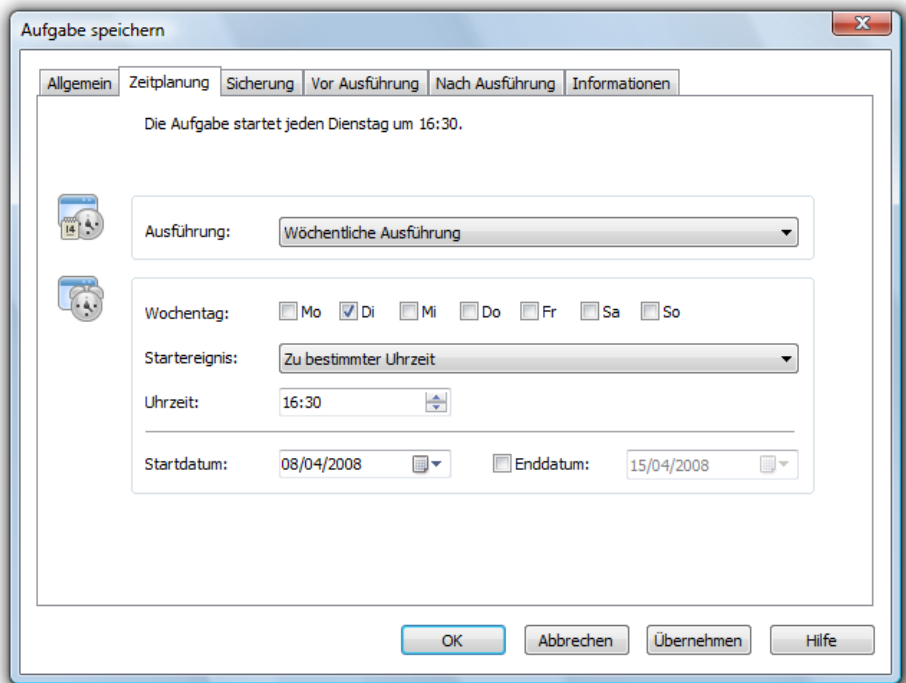 Aufgabe speichern
Allgemein Zeitplanung Sicherung Vor Ausführung Nach Ausführung Informationen
Die Aufgabe startet jeden Dienstag um 16:30.
14
Ausführung: Wöchentliche Ausführung
Wochentag: Mo Di Mi Do Fr Sa So
Startereignis: Zu bestimmter Uhrzeit
Uhrzeit: 16:30
Startdatum: 08/04/2008 Enddatum: 15/04/2008
OK Abbrechen Übernehmen Hilfe